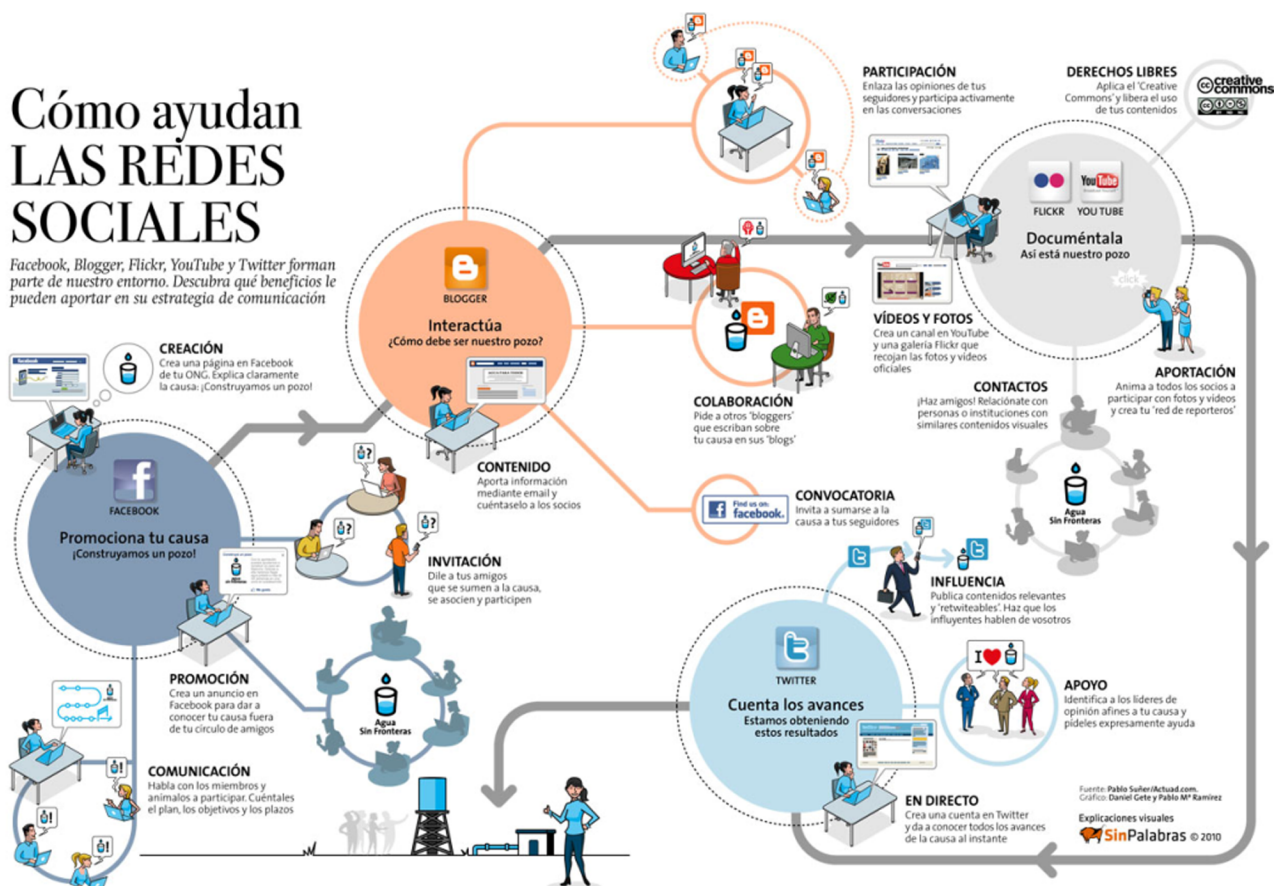 Cómo ayudan
LAS REDES
SOCIALES
Facebook, Blogger, Flickr, YouTube y Twitter forman
parte de nuestro entorno. Descubra qué beneficios le
pueden aportar en su estrategia de comunicación
facebook
CREACIÓN
Crea una página en Facebook
de tu ONG. Explica claramente
la causa: ¡Construyamos un pozo!
FACEBOOK
Promociona tu causa
¡Construyamos un pozo!
INVITACIÓN
Dile a tus amigos
que se sumen a la causa,
se asocien y participen
PROMOCIÓN
Crea un anuncio en
Facebook para dar a
conocer tu causa fuera
de tu círculo de amigos
Agua
Sin Fronteras
COMUNICACIÓN
Habla con los miembros y
anímalos a participar. Cuéntales
el plan, los objetivos y los plazos
BLOGGER
Interactúa
¿Cómo debe ser nuestro pozo?
CONTENIDO
Aporta información
mediante email y
cuéntaselo a los socios
PARTICIPACIÓN
Enlaza las opiniones de tus
seguidores y participa activamente
en las conversaciones
COLABORACIÓN
Pide a otros 'bloggers'
que escriban sobre
tu causa en sus 'blogs'
Find us on:
facebook.
CONVOCATORIA
Invita a sumarse a la
causa a tus seguidores
DERECHOS LIBRES
Aplica el 'Creative
Commons' y libera el uso
de tus contenidos
cc creative
commons
You Tube
FLICKR
YOU TUBE
Documéntala
Así está nuestro pozo
CLICK
VÍDEOS Y FOTOS
Crea un canal en YouTube
y una galería Flickr que
recojan las fotos y vídeos
oficiales
APORTACIÓN
Anima a todos los socios a
participar con fotos y vídeos
y crea tu 'red de reporteros'
CONTACTOS
¡Haz amigos! Relaciónate con
personas o instituciones con
similares contenidos visuales
Agua
Sin Fronteras
INFLUENCIA
Publica contenidos relevantes
y 'retwiteables'. Haz que los
influyentes hablen de vosotros
TWITTER
Cuenta los avances
Estamos obteniendo
estos resultados
I
APOYO
Identifica a los líderes de
opinión afines a tu causa y
pídeles expresamente ayuda
EN DIRECTO
Crea una cuenta en Twitter
y da a conocer todos los avances
de la causa al instante
Fuente: Pablo Suñer/Actuad.com.
Gráfico: Daniel Gete y Pablo Mª Ramírez
Explicaciones visuales
SinPalabras © 2010